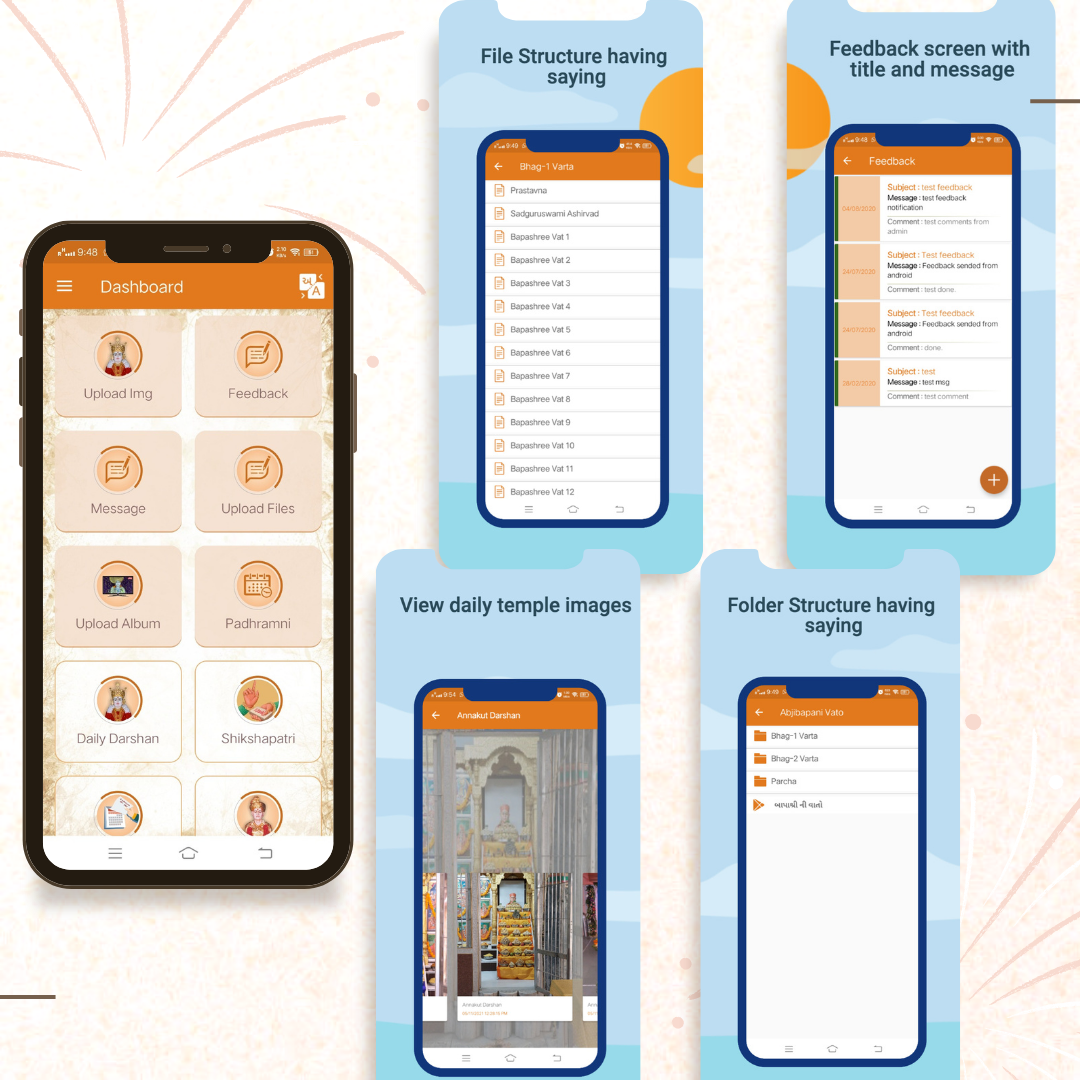 9:48
Dashboard
અ
A
Upload Img
Feedback
Message
Upload Files
Upload Album
Padhramni
Daily Darshan
Shikshapatri
File Structure having
saying
9:49
Bhag-1 Varta
Prastavna
Sadguruswami Ashirvad
Bapashree Vat 1
Bapashree Vat 2
Bapashree Vat 3
Bapashree Vat 4
Bapashree Vat 5
Bapashree Vat 6
Bapashree Vat 7
Bapashree Vat 8
Bapashree Vat 9
Bapashree Vat 10
Bapashree Vat 11
Bapashree Vat 12
Feedback screen with
title and message
9:48
Feedback
04/09/2020
Subject : test feedback
Message : test feedback
notification
Comment : test comments from
admin
24/07/2020
Subject : Test feedback
Message : Feedback sended from
android
Comment : test done.
24/07/2020
Subject : Test feedback
Message : Feedback sended from
android
Comment : done.
Subject : test
Message : test msg
Comment : test comment
View daily temple images
9:54
Annakut Darshan
Annakut Darshan
Folder Structure having
saying
9:49
Abjibapani Vato
Bhag-1 Varta
Bhag-2 Varta
Parcha
બાપાશ્રી ની વાતો